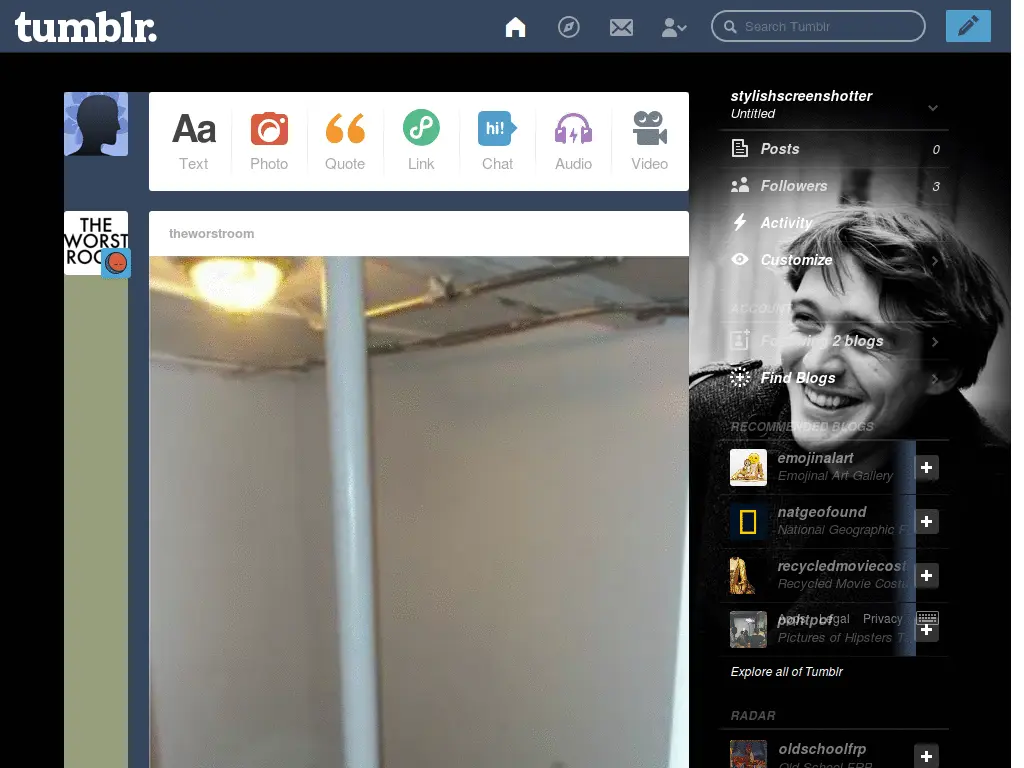 tumblr.
Search Tumblr
Aa
hi!
Text
Photo
Quote
Link
Chat
Audio
Video
stylishscreenshotter
Untitled
Posts
0
Followers
3
Activity
Customize
ACCOUNT
Following 2 blogs
Find Blogs
RECOMMENDED BLOGS
emojinalart
Emojinal Art Gallery
natgeofound
National Geographic F
recycledmoviecost
Recycled Movie Costu
Apps Legal Privacy
Pictures of Hipsters T
Explore all of Tumblr
RADAR
oldschoolfrp
Old School FRP
THE
WORST
ROO
theworstroom